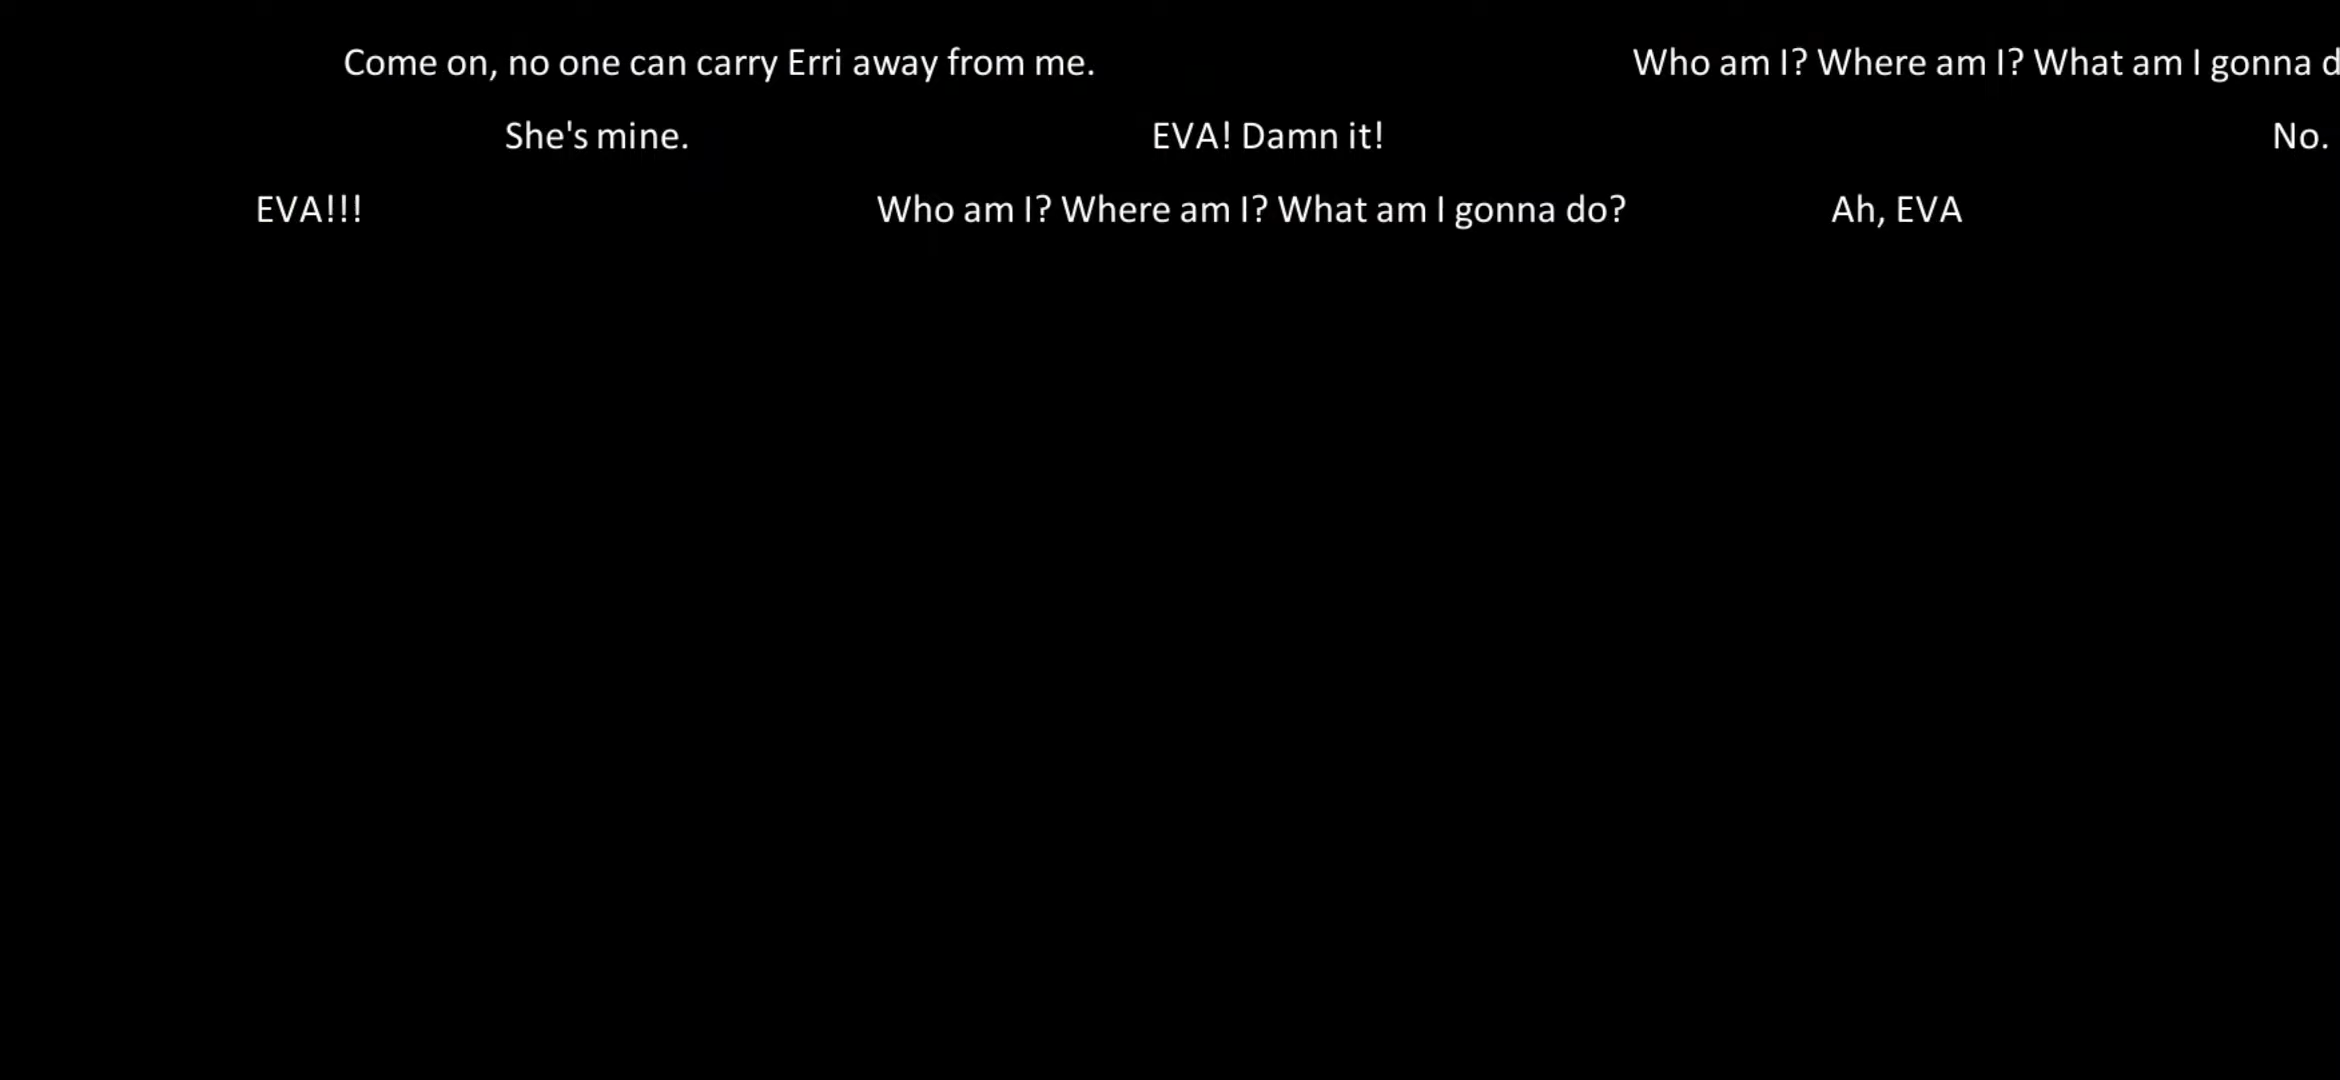 Come on, no one can carry Erri away from me. Who am I? Where am I? What am I gonna d
She's mine. EVA! Damn it! No.
EVA!!! Who am I? Where am I? What am I gonna do? Ah, EVA